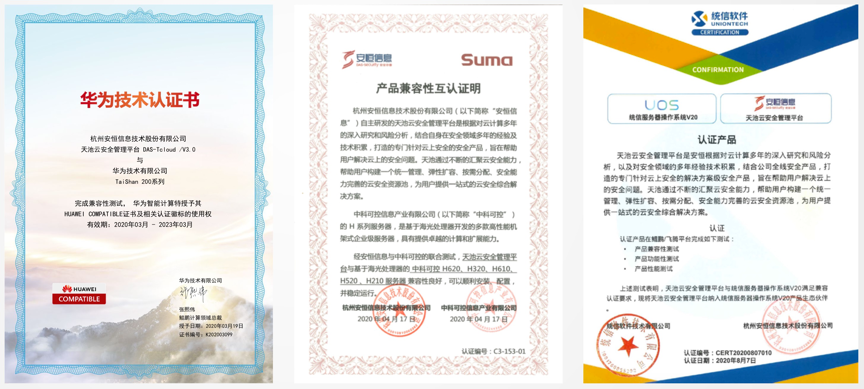 华为技术认证书
杭州安恒信息技术股份有限公司
天池云安全管理平台 DAS-Tcloud /V3.0
与
华为技术有限公司
TaiShan 200系列
完成兼容性测试, 华为智能计算特授予其
HUAWEI COMPATIBLE证书及相关认证徽标的使用权
有效期: 2020年03月 - 2023年03月
HUAWEI
COMPATIBLE
华为技术有限公司
张熙伟
鲲鹏计算领域总裁
授予日期: 2020年03月19日
证书编号: K202003099
安恒信息
Suma
产品兼容性互认证明
杭州安恒信息技术股份有限公司（以下简称“安恒信
息”）自主研发的天池云安全管理平台是根据对云计算多年
的深入研究和风险分析，结合自身在安全领域多年的经验及
技术积累，打造的专门针对云上安全的安全产品，旨在帮助
用户解决云上的安全问题。天池通过不断的汇聚云安全能力，
帮助用户构建一个统一管理、弹性扩容、按需分配、安全能
力完善的云安全资源池，为用户提供一站式的云安全综合解
决方案。
中科可控信息产业有限公司（以下简称“中科可控”）
的 H 系列服务器，是基于海光处理器开发的多款高性能机
架式企业级服务器，具有提供卓越的计算和扩展能力。
经安恒信息与中科可控的联合测试，天池云安全管理平
台与基于海光处理器的 中科可控 H620、H320、H610、
H520、H210 服务器 兼容性良好，可以顺利安装、配置，
并稳定运行。
杭州安恒信息技术股份有限公司
中科可控信息产业有限公司
2020 年 04 月 17 日
2020 年 04 月 17 日
认证编号：C3-153-01
统信软件
UNIONTECH
CERTIFICATION
CONFIRMATION
UOS
统信服务器操作系统V20
安恒信息
天池云安全管理平台
认证产品
天池云安全管理平台是安恒根据对云计算多年的深入研究和风险分
析，以及对安全领域的多年经验技术积累，结合公司全线安全产品，打
造的专门针对云上安全的解决方案级安全产品，旨在帮助用户解决云上
的安全问题。天池通过不断的汇聚云安全能力，帮助用户构建一个统一
管理、弹性扩容、按需分配、安全能力完善的云安全资源池，为用户提
供一站式的云安全综合解决方案。
认证
认证产品在鲲鹏/飞腾平台完成如下测试：
• 产品兼容性测试
• 产品功能性测试
• 产品性能测试
上述测试表明，天池云安全管理平台与统信服务器操作系统V20满足兼容
认证要求，现将天池云安全管理平台纳入统信服务器操作系统V20产品生态伙伴
。
统信软件技术有限公司
杭州安恒信息技术股份有限公司
认证编号：CERT20200807010
认证日期：2020年8月7日